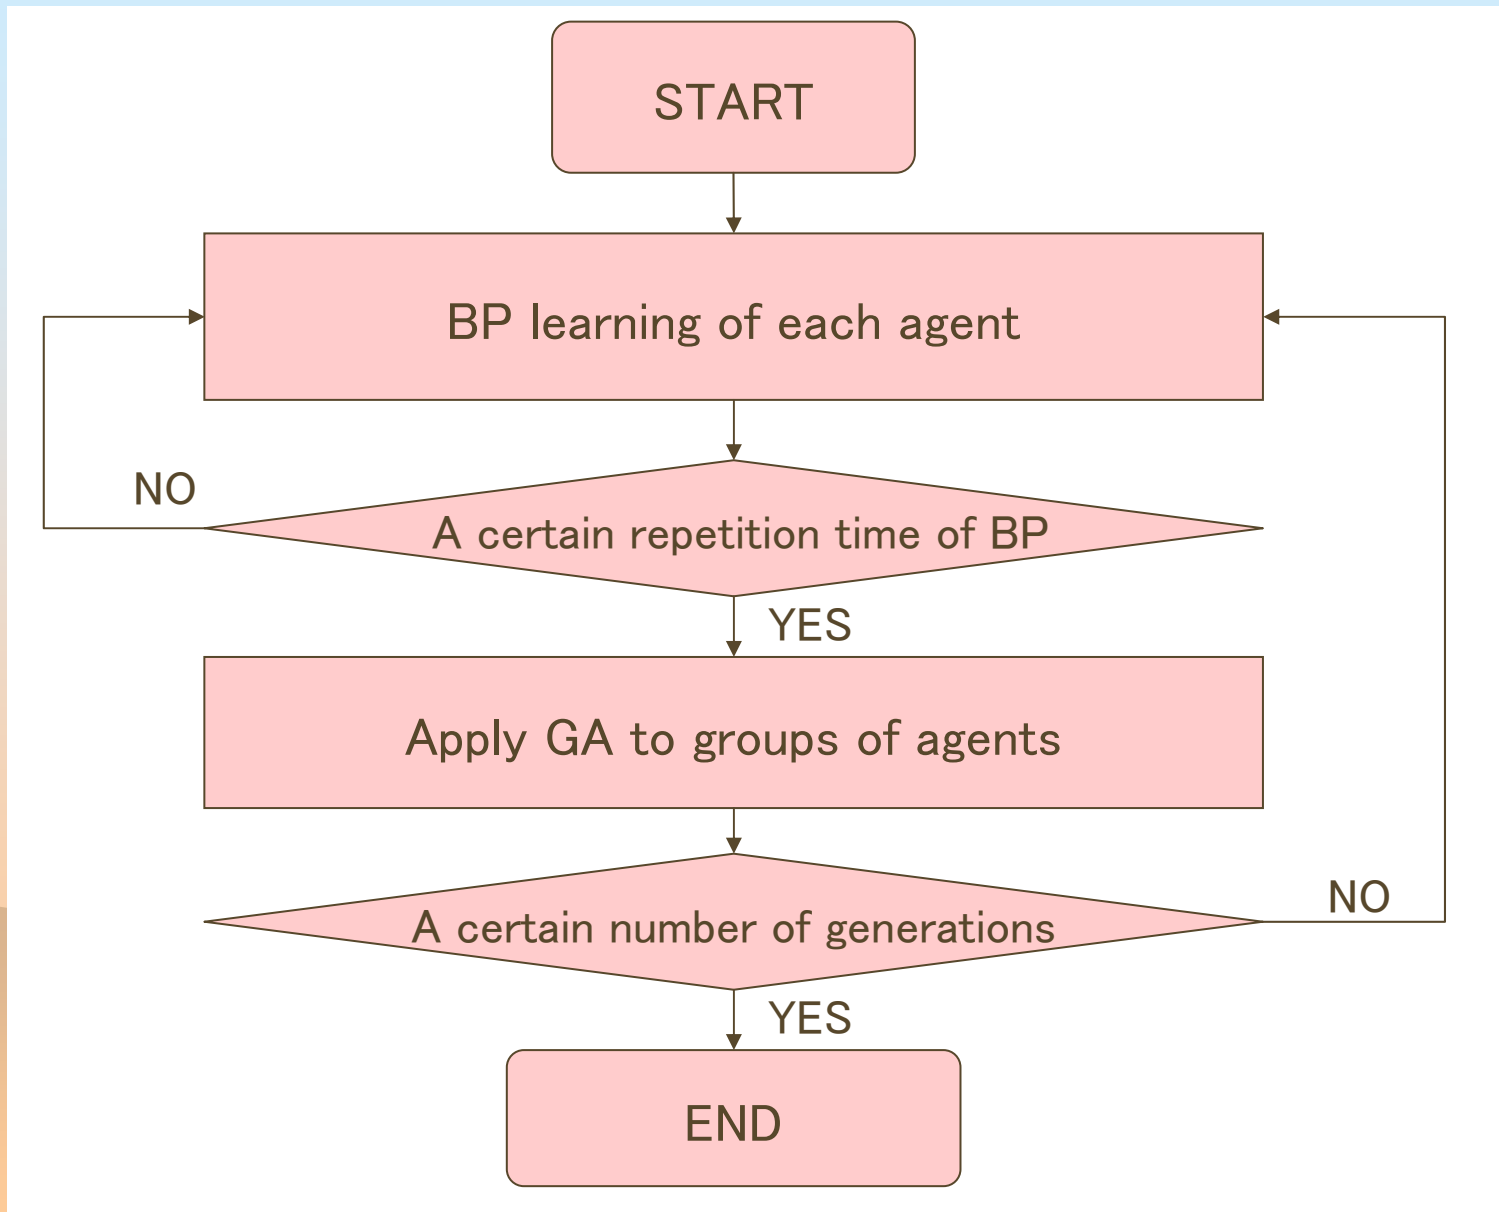 START
BP learning of each agent
NO
A certain repetition time of BP
YES
Apply GA to groups of agents
NO
A certain number of generations
YES
END